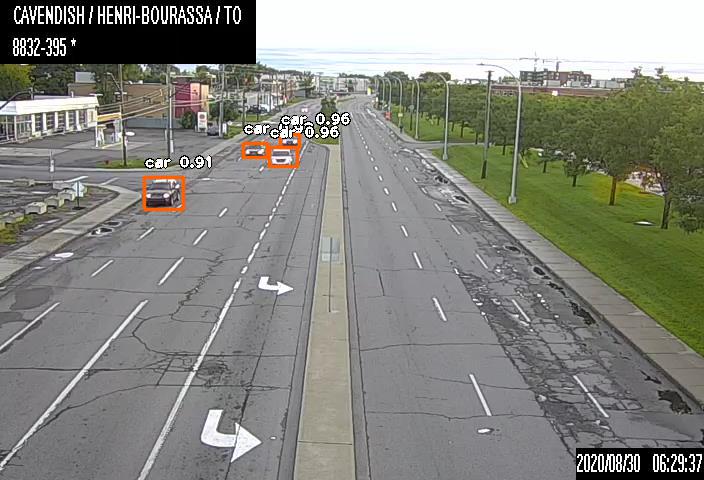 CAVENDISH / HENRI-BOURASSA / TO
8832-395 *
car 0.96
car 0.96
car 0.91
2020/08/30 06:29:37